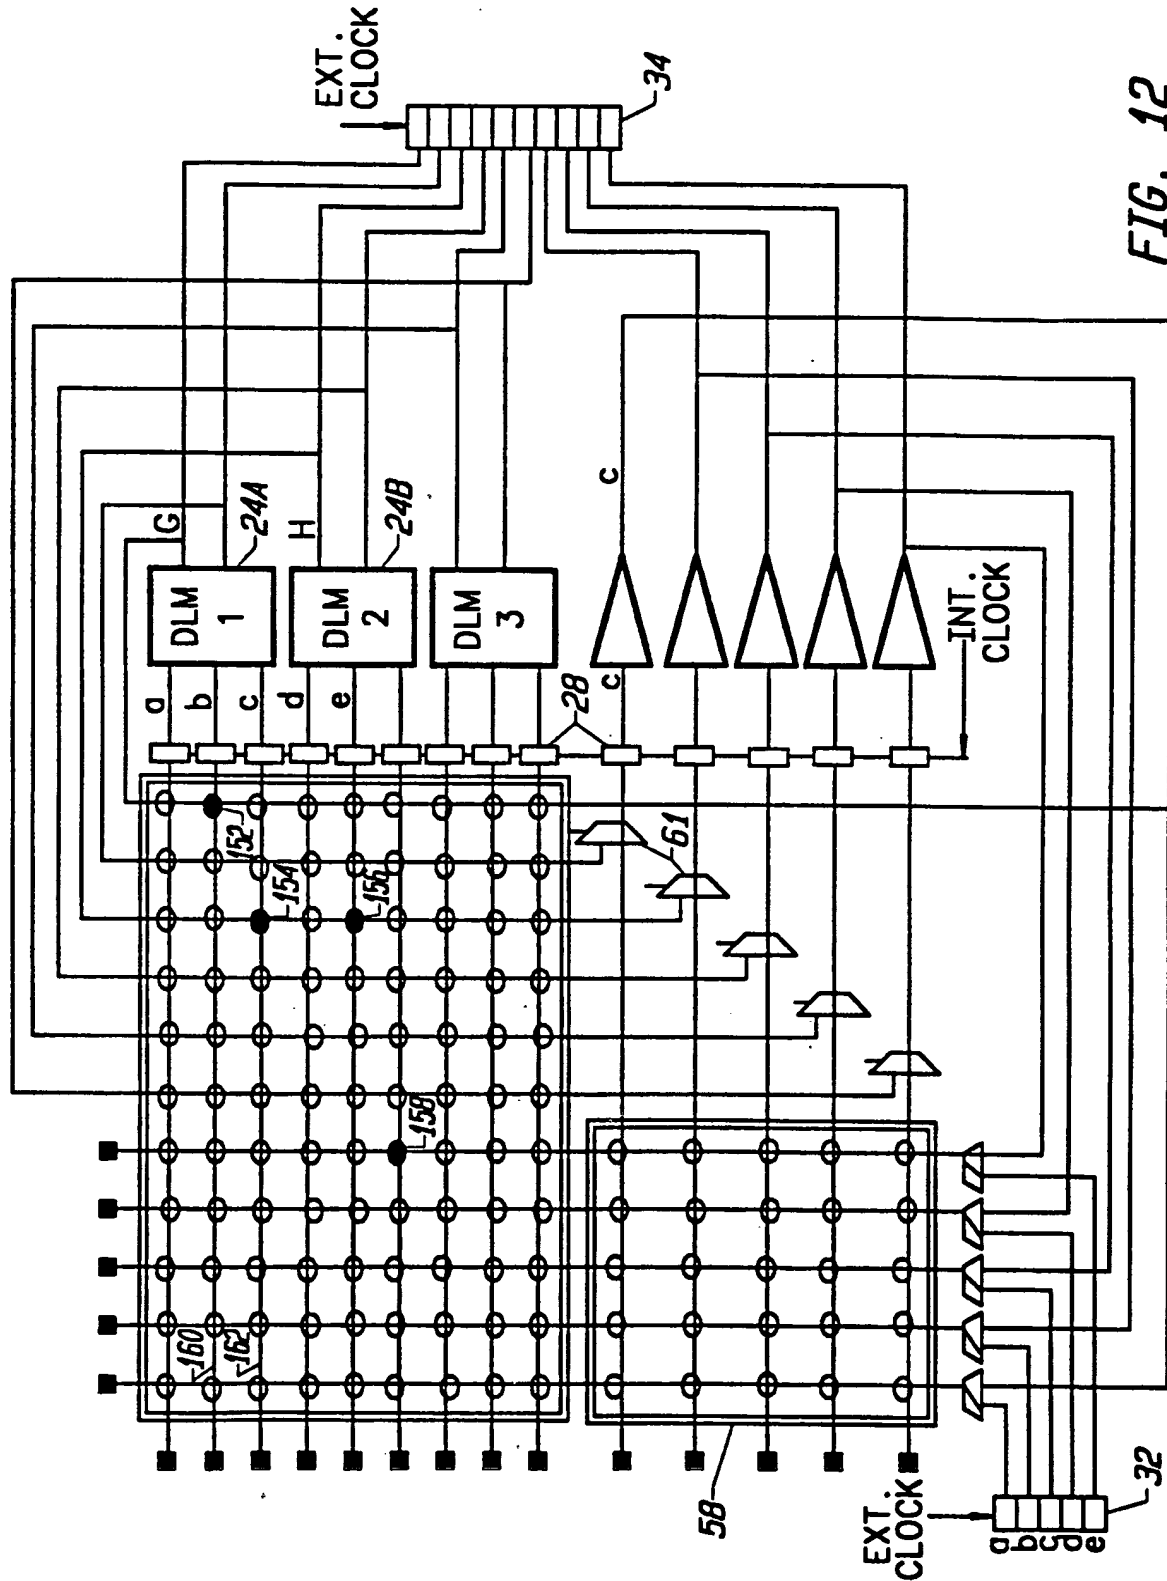 EXT.
CLOCK
34
FIG. 12
G
24A
H
24B
DLM
1
DLM
2
DLM
3
a
b
c
d
e
c
c
28
INT.
CLOCK
152
154
156
61
158
160
162
58
EXT
CLOCK
a
b
c
d
e
32